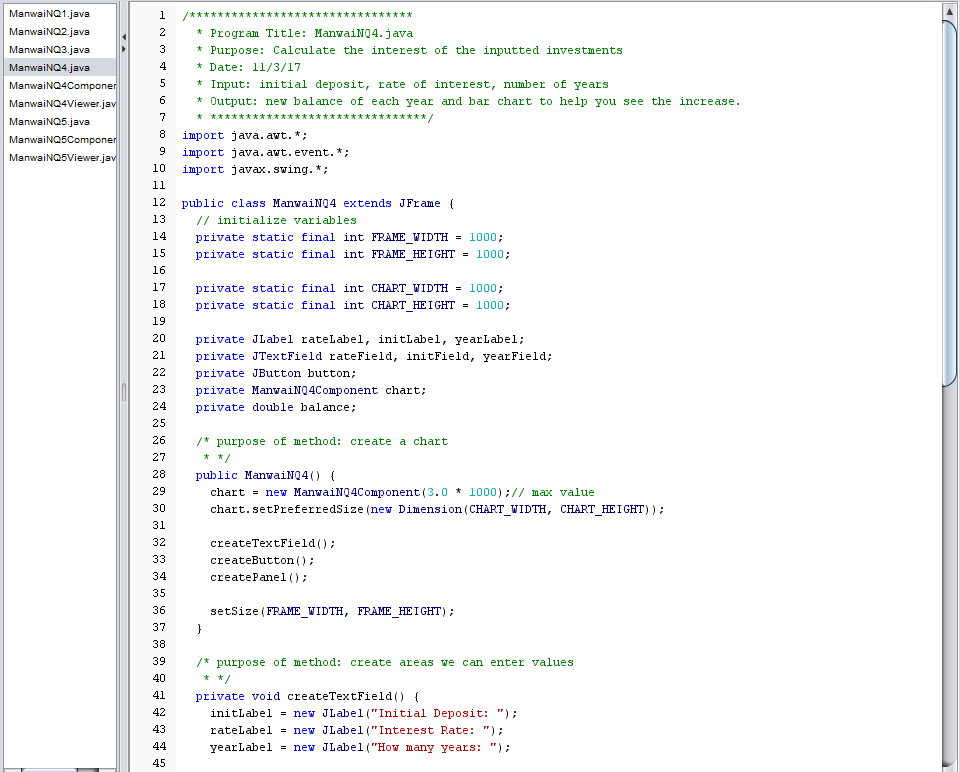 ManwaiNQ1.java
ManwaiNQ2.java
ManwaiNQ3.java
ManwaiNQ4.java
ManwaiNQ4Componer
ManwaiNQ4Viewer.jav
ManwaiNQ5.java
ManwaiNQ5Componer
ManwaiNQ5Viewer.jav
1 /********************************
2 * Program Title: ManwaiNQ4.java
3 * Purpose: Calculate the interest of the inputted investments
4 * Date: 11/3/17
5 * Input: initial deposit, rate of interest, number of years
6 * Output: new balance of each year and bar chart to help you see the increase.
7 * *******************************/
8 import java.awt.*;
9 import java.awt.event.*;
10 import javax.swing.*;
11
12 public class ManwaiNQ4 extends JFrame {
13 // initialize variables
14 private static final int FRAME_WIDTH = 1000;
15 private static final int FRAME_HEIGHT = 1000;
16
17 private static final int CHART_WIDTH = 1000;
18 private static final int CHART_HEIGHT = 1000;
19
20 private JLabel rateLabel, initLabel, yearLabel;
21 private JTextField rateField, initField, yearField;
22 private JButton button;
23 private ManwaiNQ4Component chart;
24 private double balance;
25
26 /* purpose of method: create a chart
27 * */
28 public ManwaiNQ4() {
29 chart = new ManwaiNQ4Component(3.0 * 1000);// max value
30 chart.setPreferredSize(new Dimension(CHART_WIDTH, CHART_HEIGHT));
31
32 createTextField();
33 createButton();
34 createPanel();
35
36 setSize(FRAME_WIDTH, FRAME_HEIGHT);
37 }
38
39 /* purpose of method: create areas we can enter values
40 * */
41 private void createTextField() {
42 initLabel = new JLabel("Initial Deposit: ");
43 rateLabel = new JLabel("Interest Rate: ");
44 yearLabel = new JLabel("How many years: ");
45